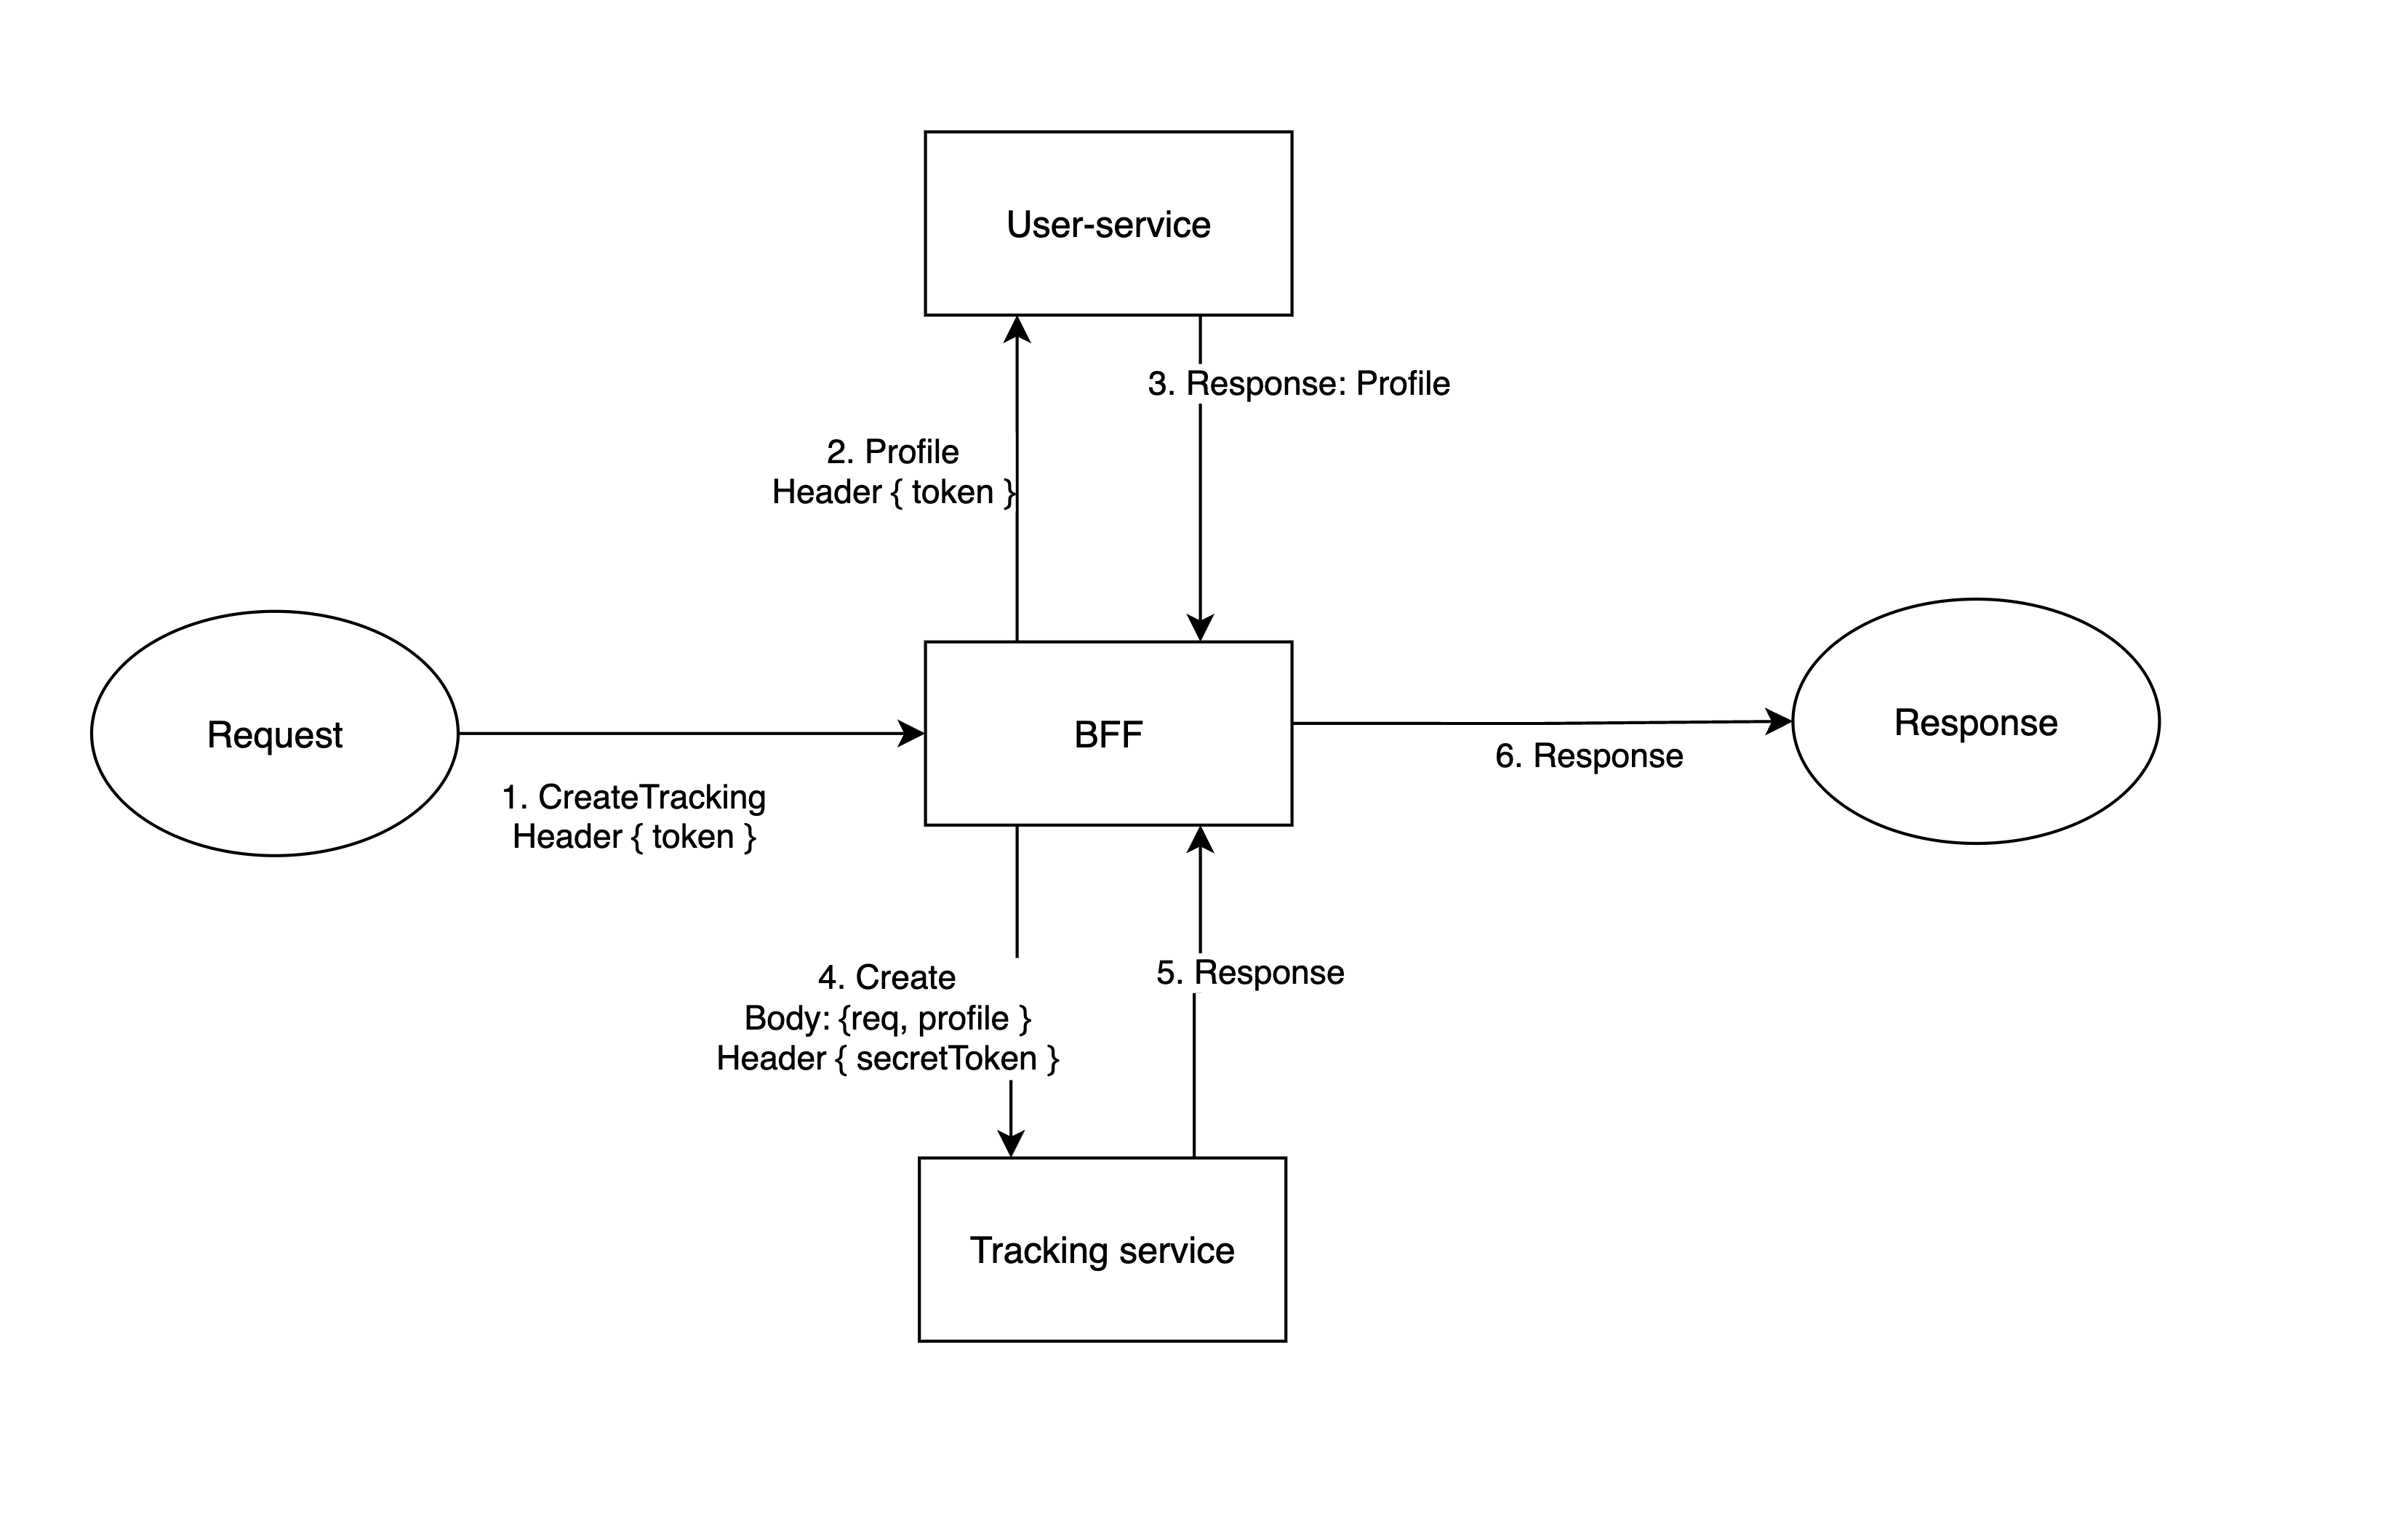 User-service
3. Response: Profile
2. Profile
Header { token }
Request
BFF
Response
6. Response
1. CreateTracking
Header { token }
4. Create
Body: {req, profile }
Header { secretToken }
5. Response
Tracking service